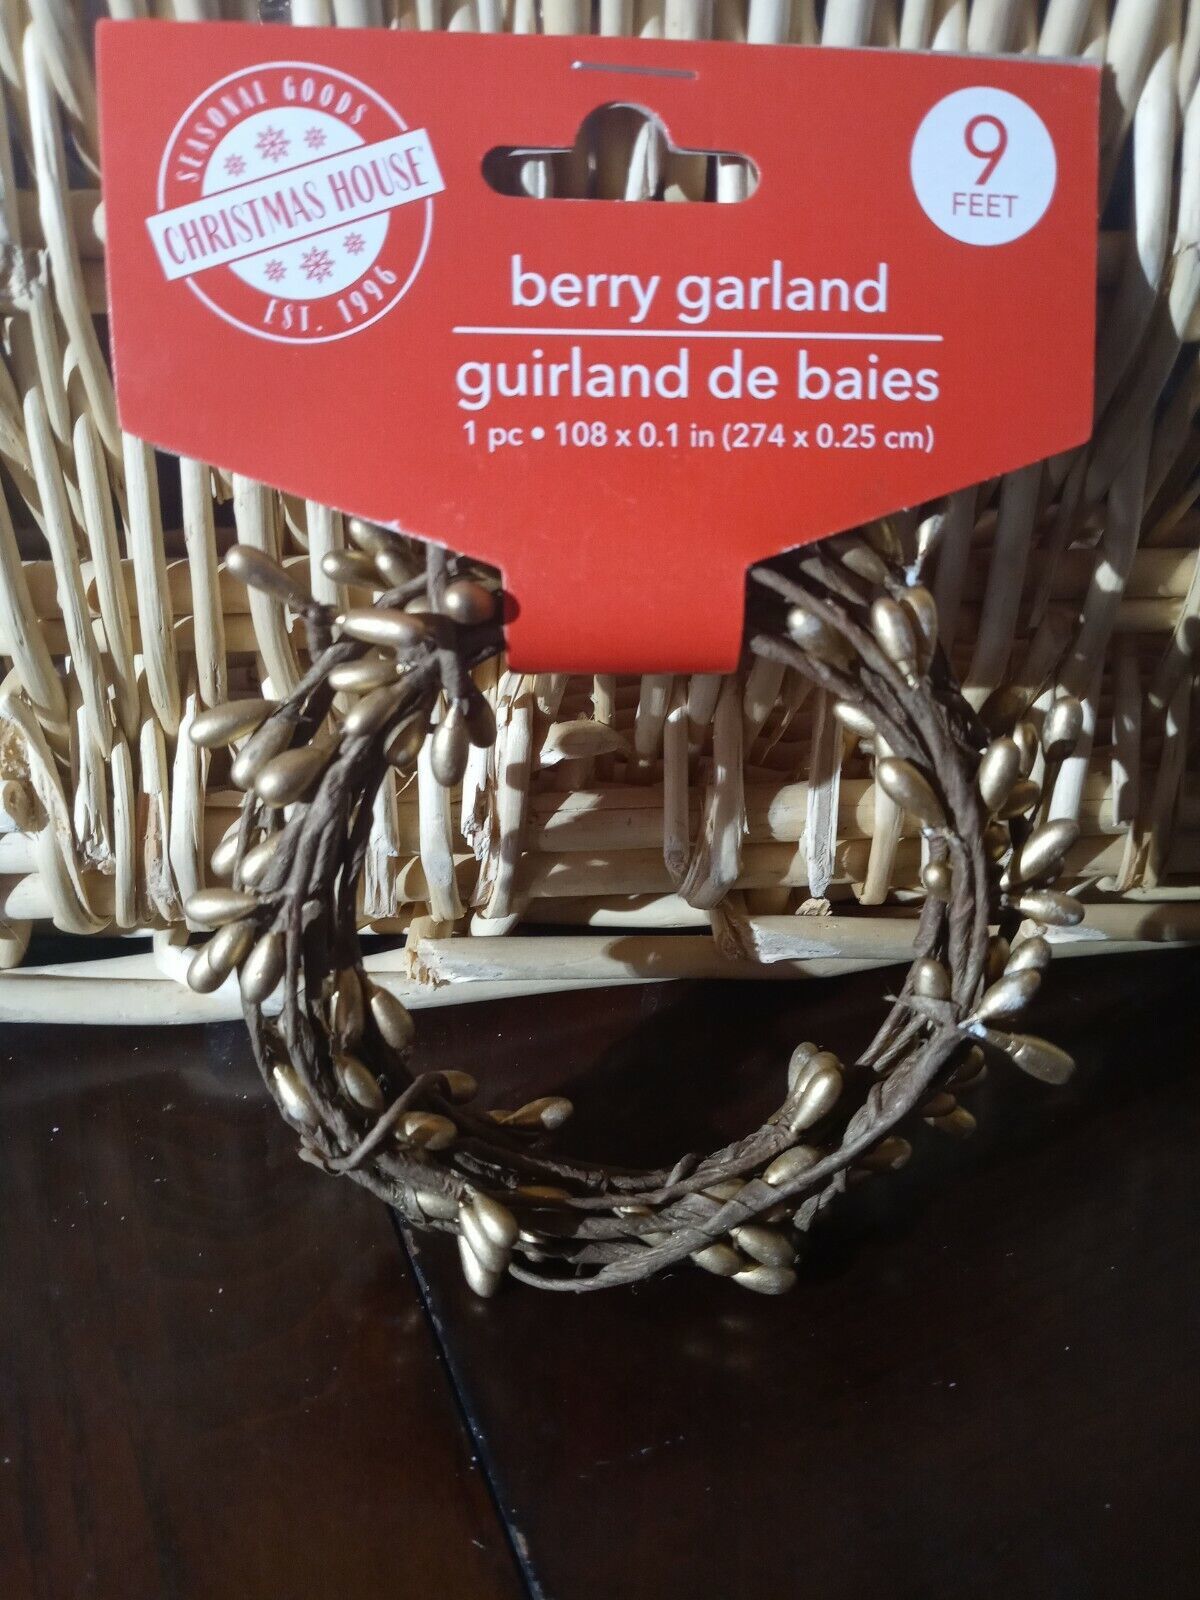 SEASONAL GOODS
CHRISTMAS HOUSE
EST. 1996
9
FEET
berry garland
guirland de baies
1 pc • 108 x 0.1 in (274 x 0.25 cm)